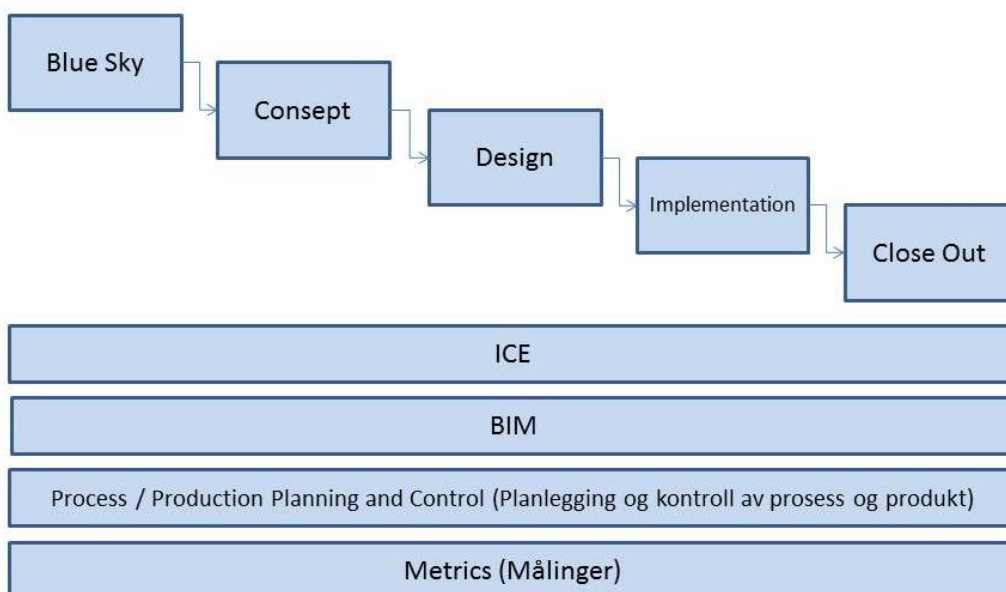 Blue Sky
Consept
Design
Implementation
Close Out
ICE
BIM
Process / Production Planning and Control (Planlegging og kontroll av prosess og produkt)
Metrics (Målinger)